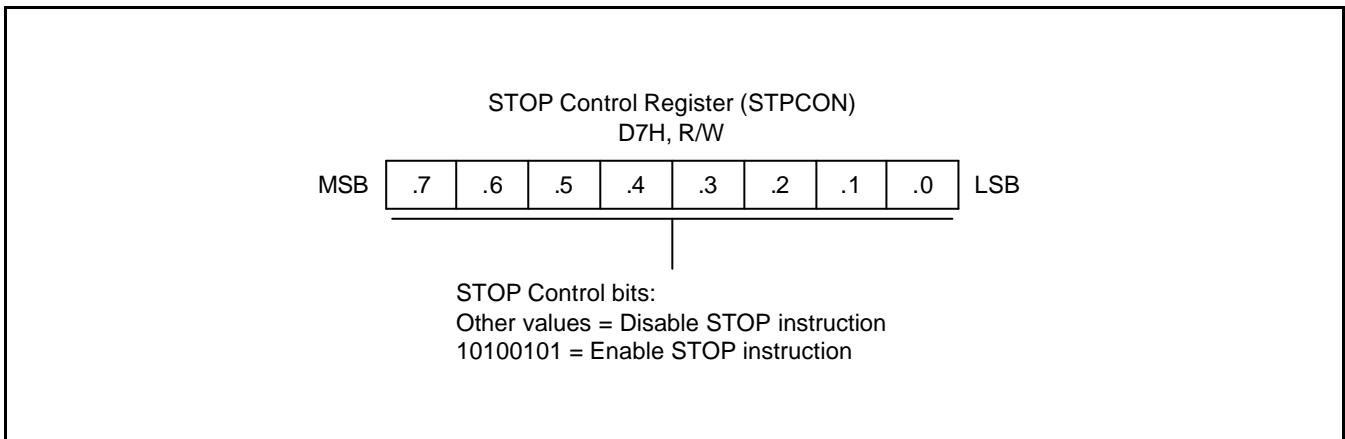 STOP Control Register (STPCON)
D7H, R/W
MSB .7 .6 .5 .4 .3 .2 .1 .0 LSB
STOP Control bits:
Other values = Disable STOP instruction
10100101 = Enable STOP instruction